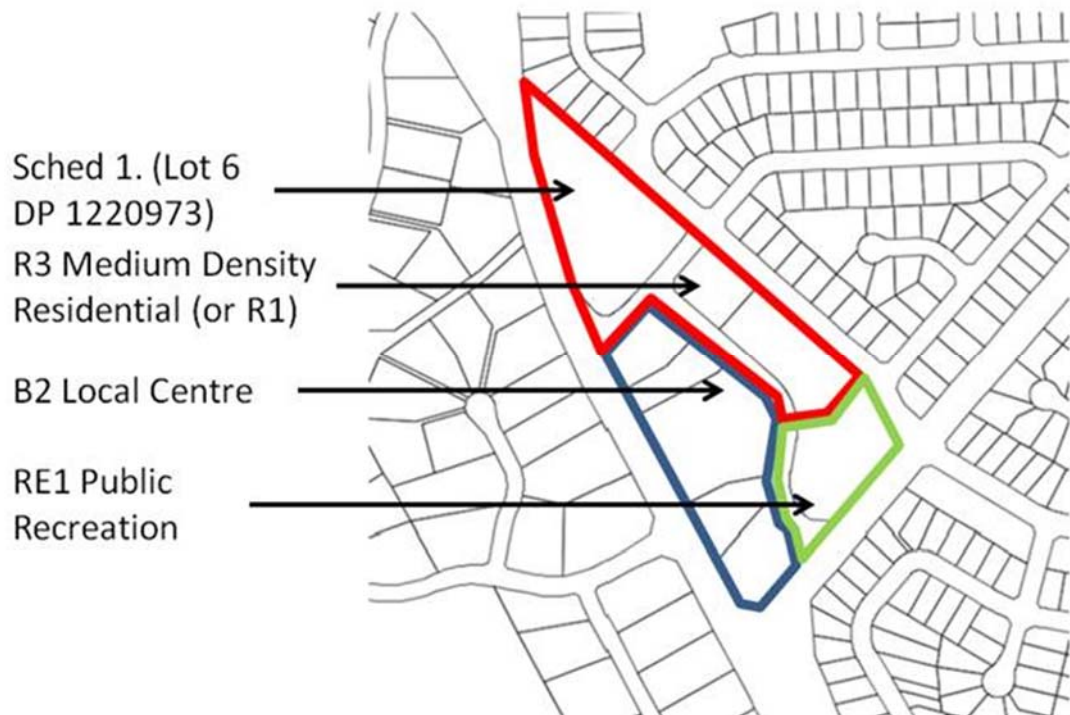 Sched 1. (Lot 6
DP 1220973)
R3 Medium Density
Residential (or R1)
B2 Local Centre
RE1 Public
Recreation